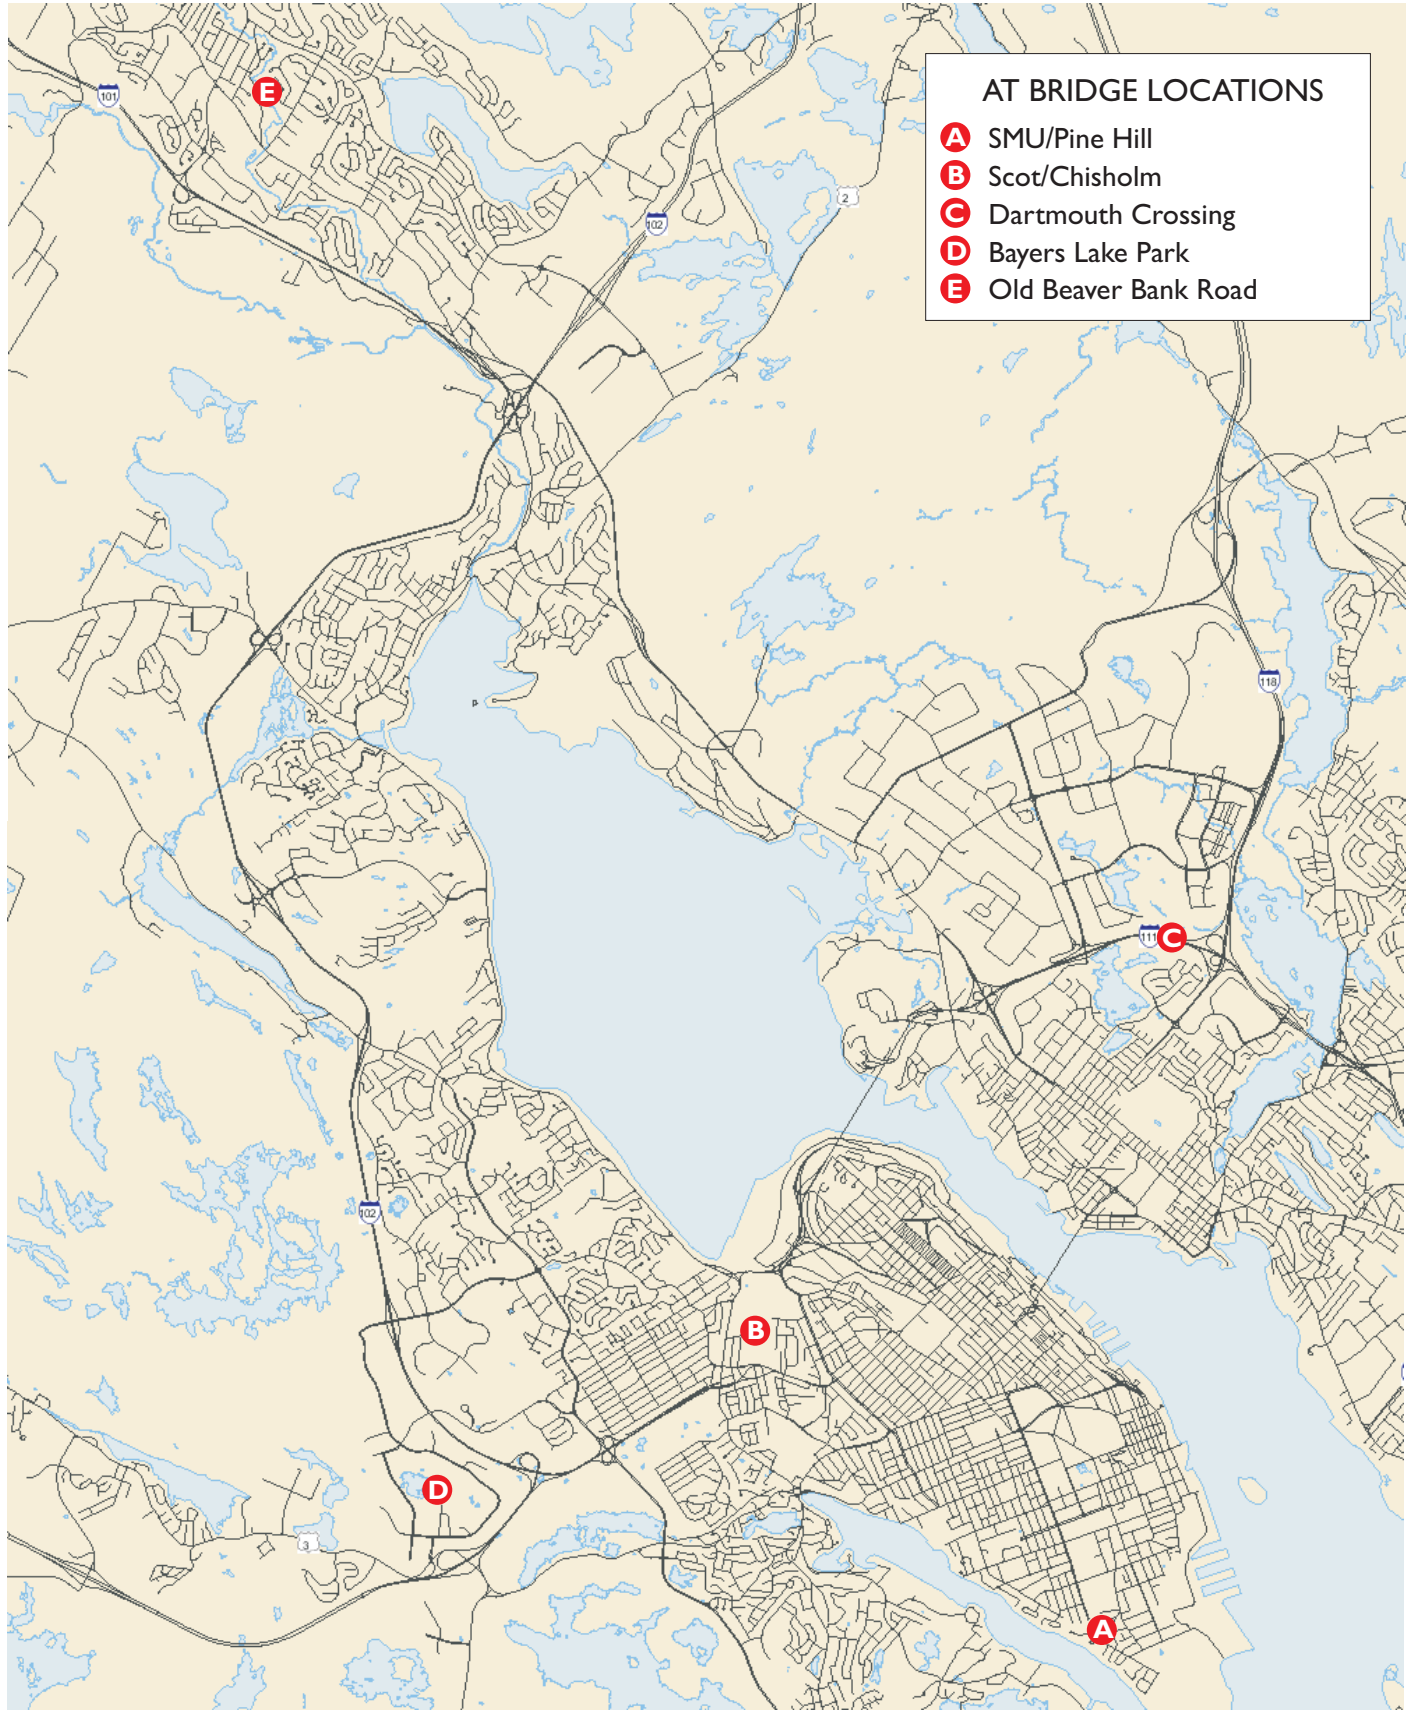 AT BRIDGE LOCATIONS
A SMU/Pine Hill
B Scot/Chisholm
C Dartmouth Crossing
D Bayers Lake Park
E Old Beaver Bank Road
E
101
2
102
118
111 C
102
B
D
3
A